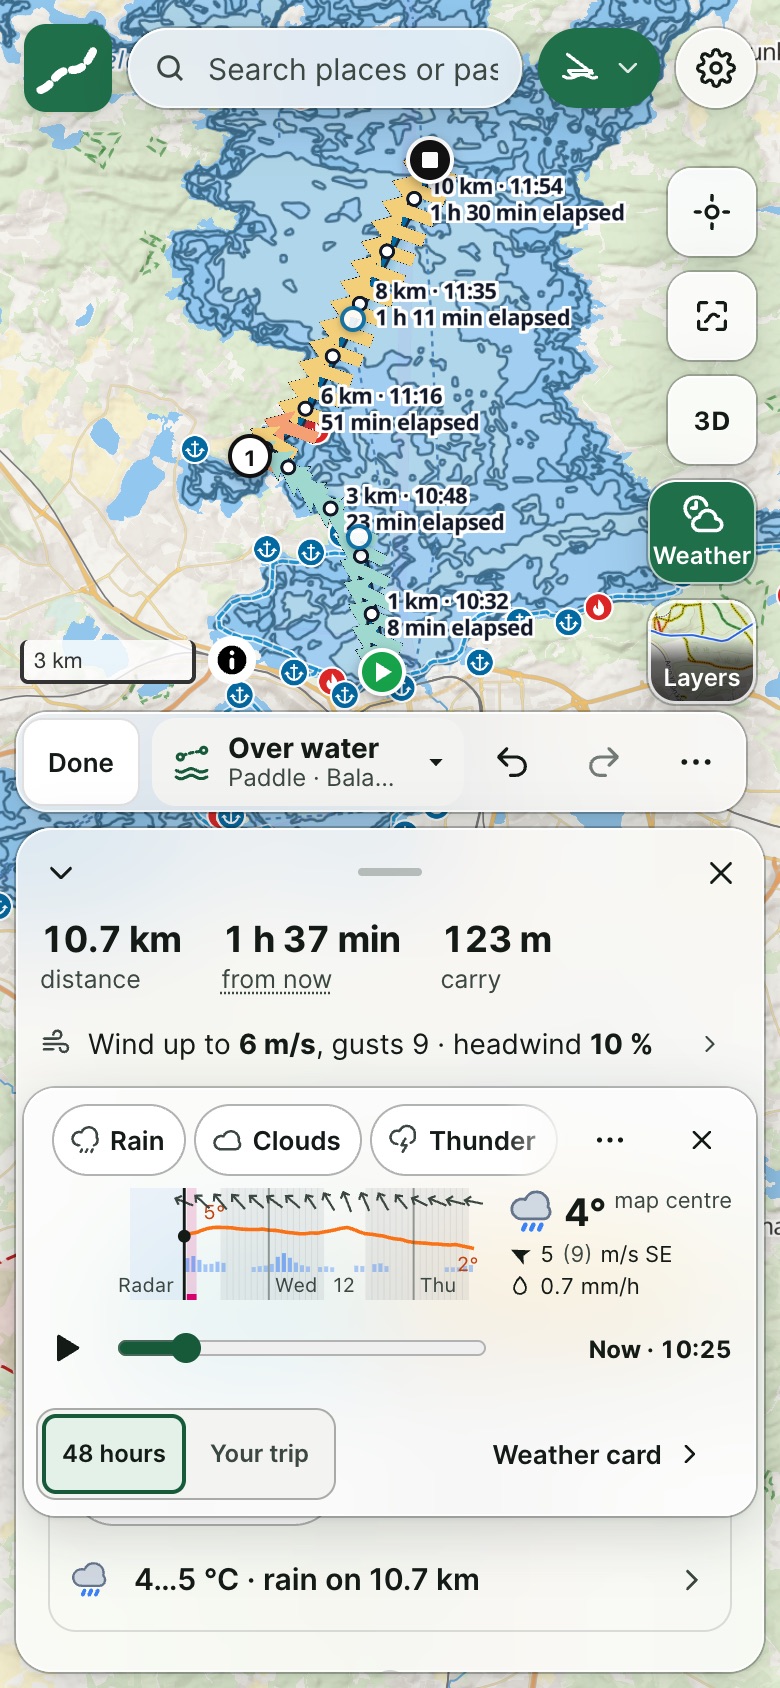 Search places or pas
10 km · 11:54
1 h 30 min elapsed
8 km · 11:35
1 h 11 min elapsed
6 km · 11:16
51 min elapsed
1
3 km · 10:48
23 min elapsed
1 km · 10:32
8 min elapsed
3D
Weather
Layers
3 km
Done
Over water
Paddle · Bala...
10.7 km
distance
1 h 37 min
from now
123 m
carry
Wind up to 6 m/s, gusts 9 · headwind 10 %
Rain
Clouds
Thunder
5°
2°
Radar
Wed
12
Thu
4° map centre
5 (9) m/s SE
0.7 mm/h
Now · 10:25
48 hours
Your trip
Weather card
4...5 °C · rain on 10.7 km